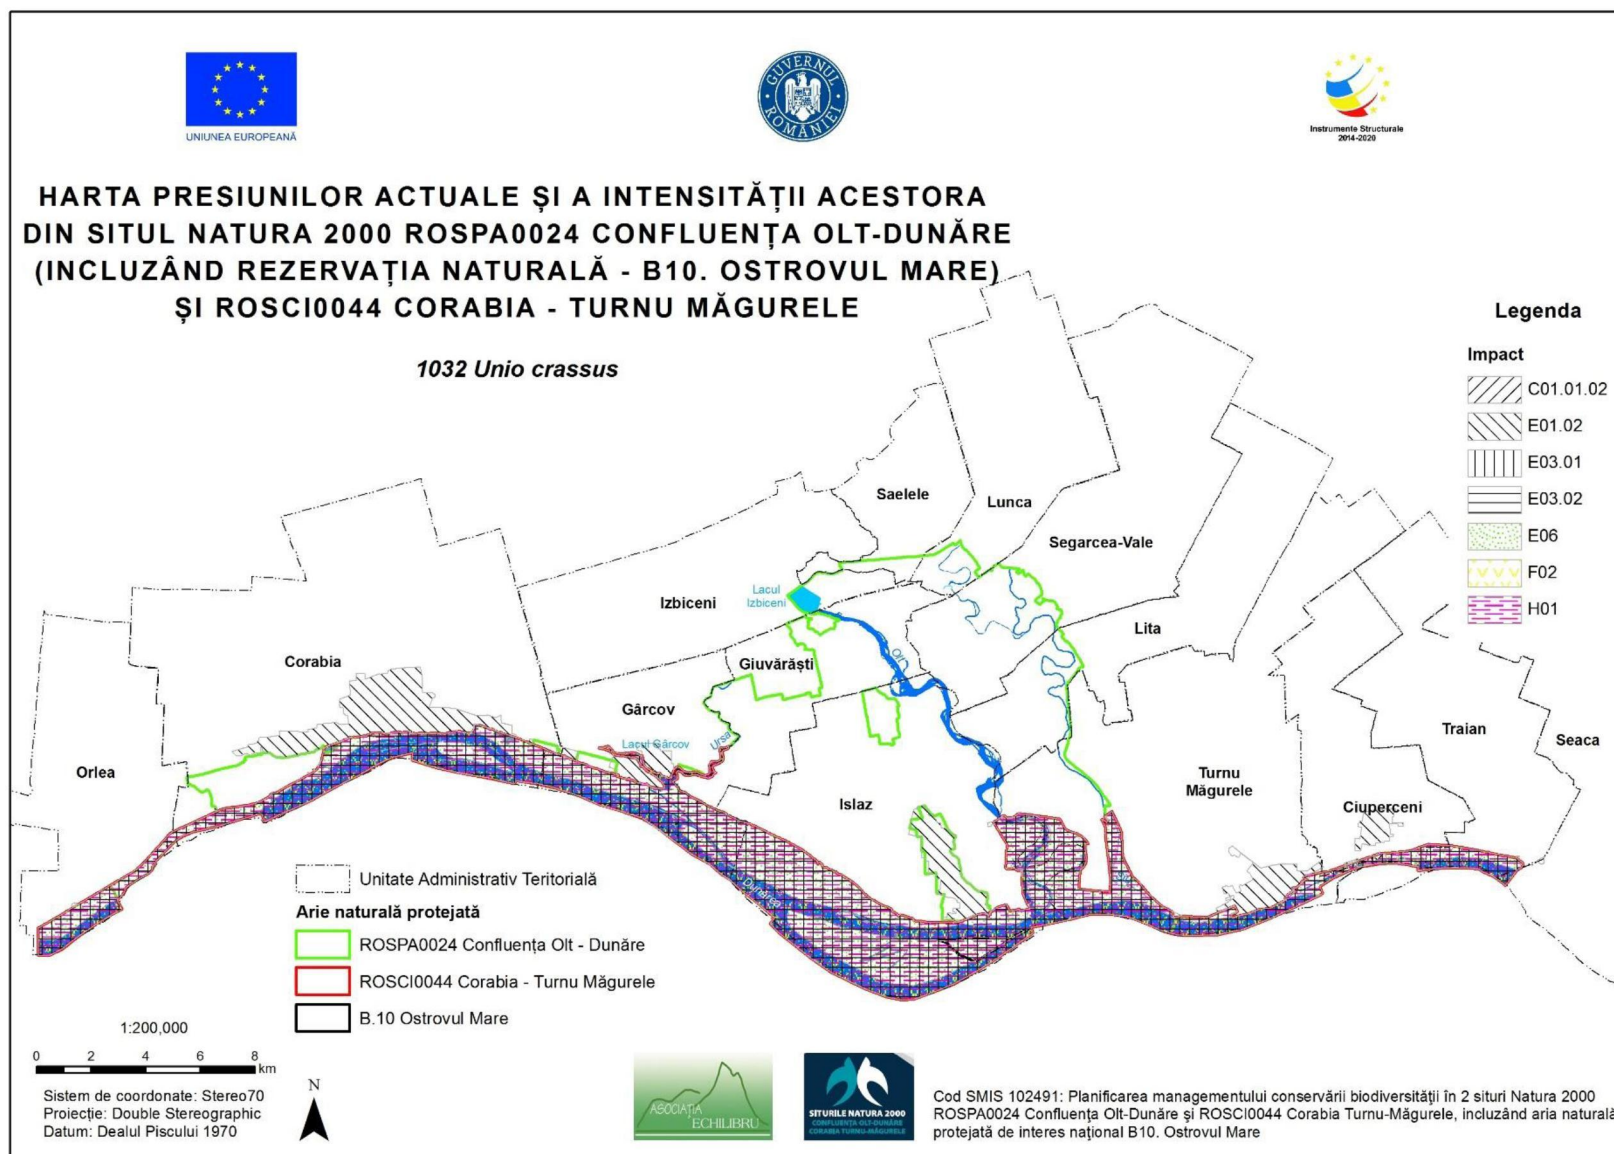 UNIUNEA EUROPEANĂ
GUVERNUL ROMÂNIEI
Instrumente Structurale
2014-2020
HARTA PRESIUNILOR ACTUALE ȘI A INTENSITĂȚII ACESTORA
DIN SITUL NATURA 2000 ROSPA0024 CONFLUENȚA OLT-DUNĂRE
(INCLUZÂND REZERVAȚIA NATURALĂ - B10. OSTROVUL MARE)
ȘI ROSCI0044 CORABIA - TURNU MĂGURELE
1032 Unio crassus
Legenda
Impact
C01.01.02
E01.02
E03.01
E03.02
E06
F02
H01
Saelele
Lunca
Segarcea-Vale
Lacul
Izbiceni
Izbiceni
Lita
Corabia
Giuvărăști
Olt
Gârcov
Ursa
Lacul Gârcov
Orlea
Traian
Seaca
Turnu
Măgurele
Islaz
Ciuperceni
Dunărea
Unitate Administrativ Teritorială
Arie naturală protejată
ROSPA0024 Confluența Olt - Dunăre
ROSCI0044 Corabia - Turnu Măgurele
B.10 Ostrovul Mare
1:200,000
0 2 4 6 8
km
N
Sistem de coordonate: Stereo70
Proiecție: Double Stereographic
Datum: Dealul Piscului 1970
ASOCIAȚIA
ECHILIBRU
SITURILE NATURA 2000
CONFLUENȚA OLT-DUNĂRE
CORABIA TURNU-MĂGURELE
Cod SMIS 102491: Planificarea managementului conservării biodiversității în 2 situri Natura 2000
ROSPA0024 Confluența Olt-Dunăre și ROSCI0044 Corabia Turnu-Măgurele, incluzând aria naturală
protejată de interes național B10. Ostrovul Mare